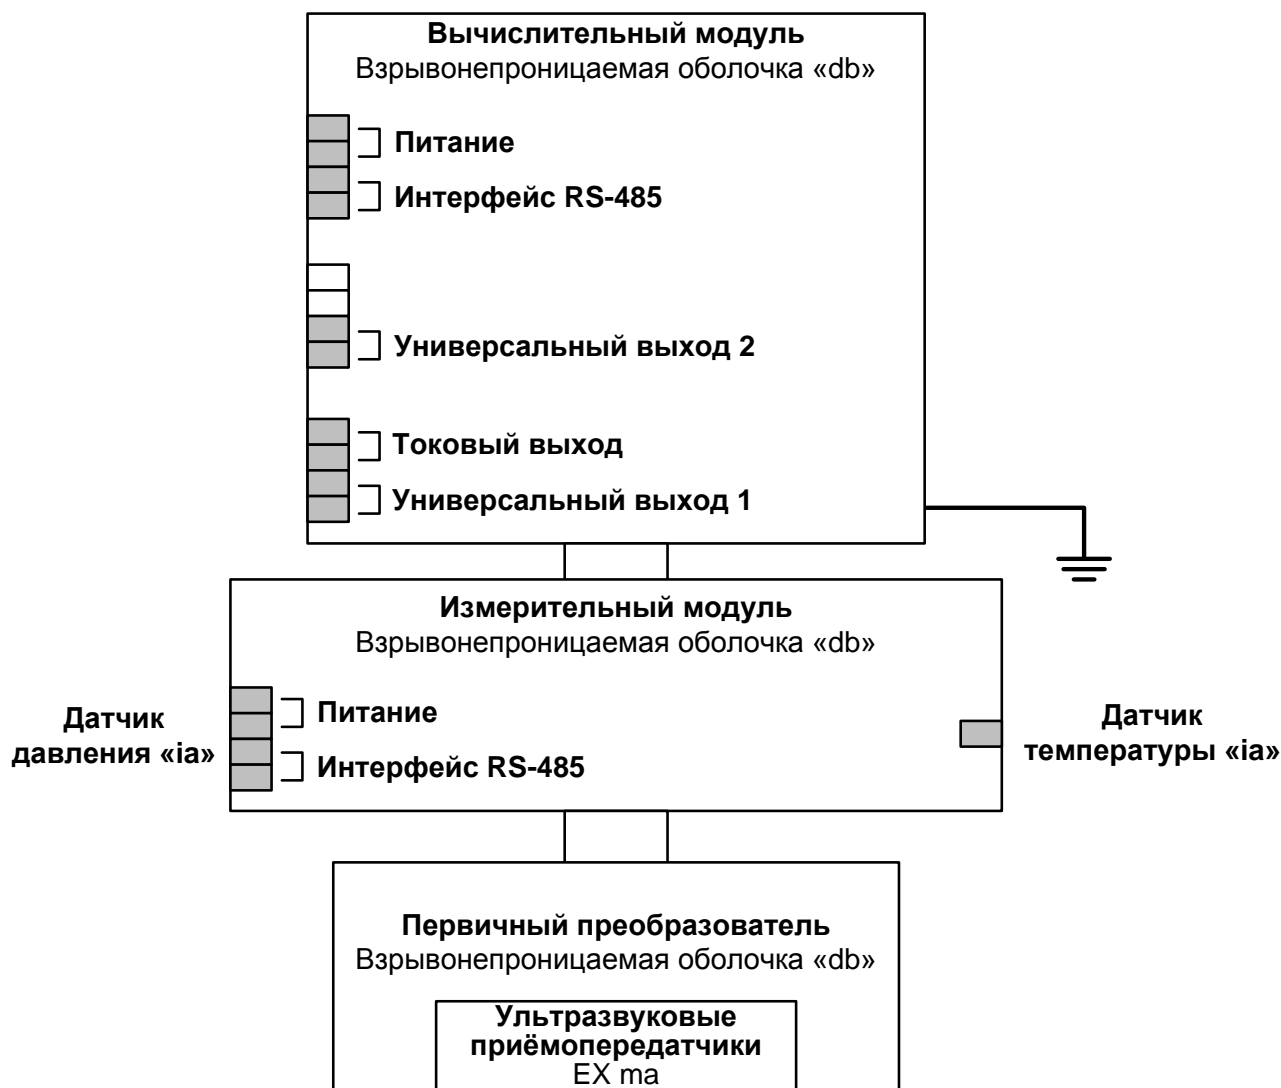 Вычислительный модуль
Взрывонепроницаемая оболочка «db»
Питание
Интерфейс RS-485
Универсальный выход 2
Токовый выход
Универсальный выход 1
Измерительный модуль
Взрывонепроницаемая оболочка «db»
Датчик
давления «ia»
Питание
Интерфейс RS-485
Датчик
температуры «ia»
Первичный преобразователь
Взрывонепроницаемая оболочка «db»
Ультразвуковые
приёмопередатчики
EX ma